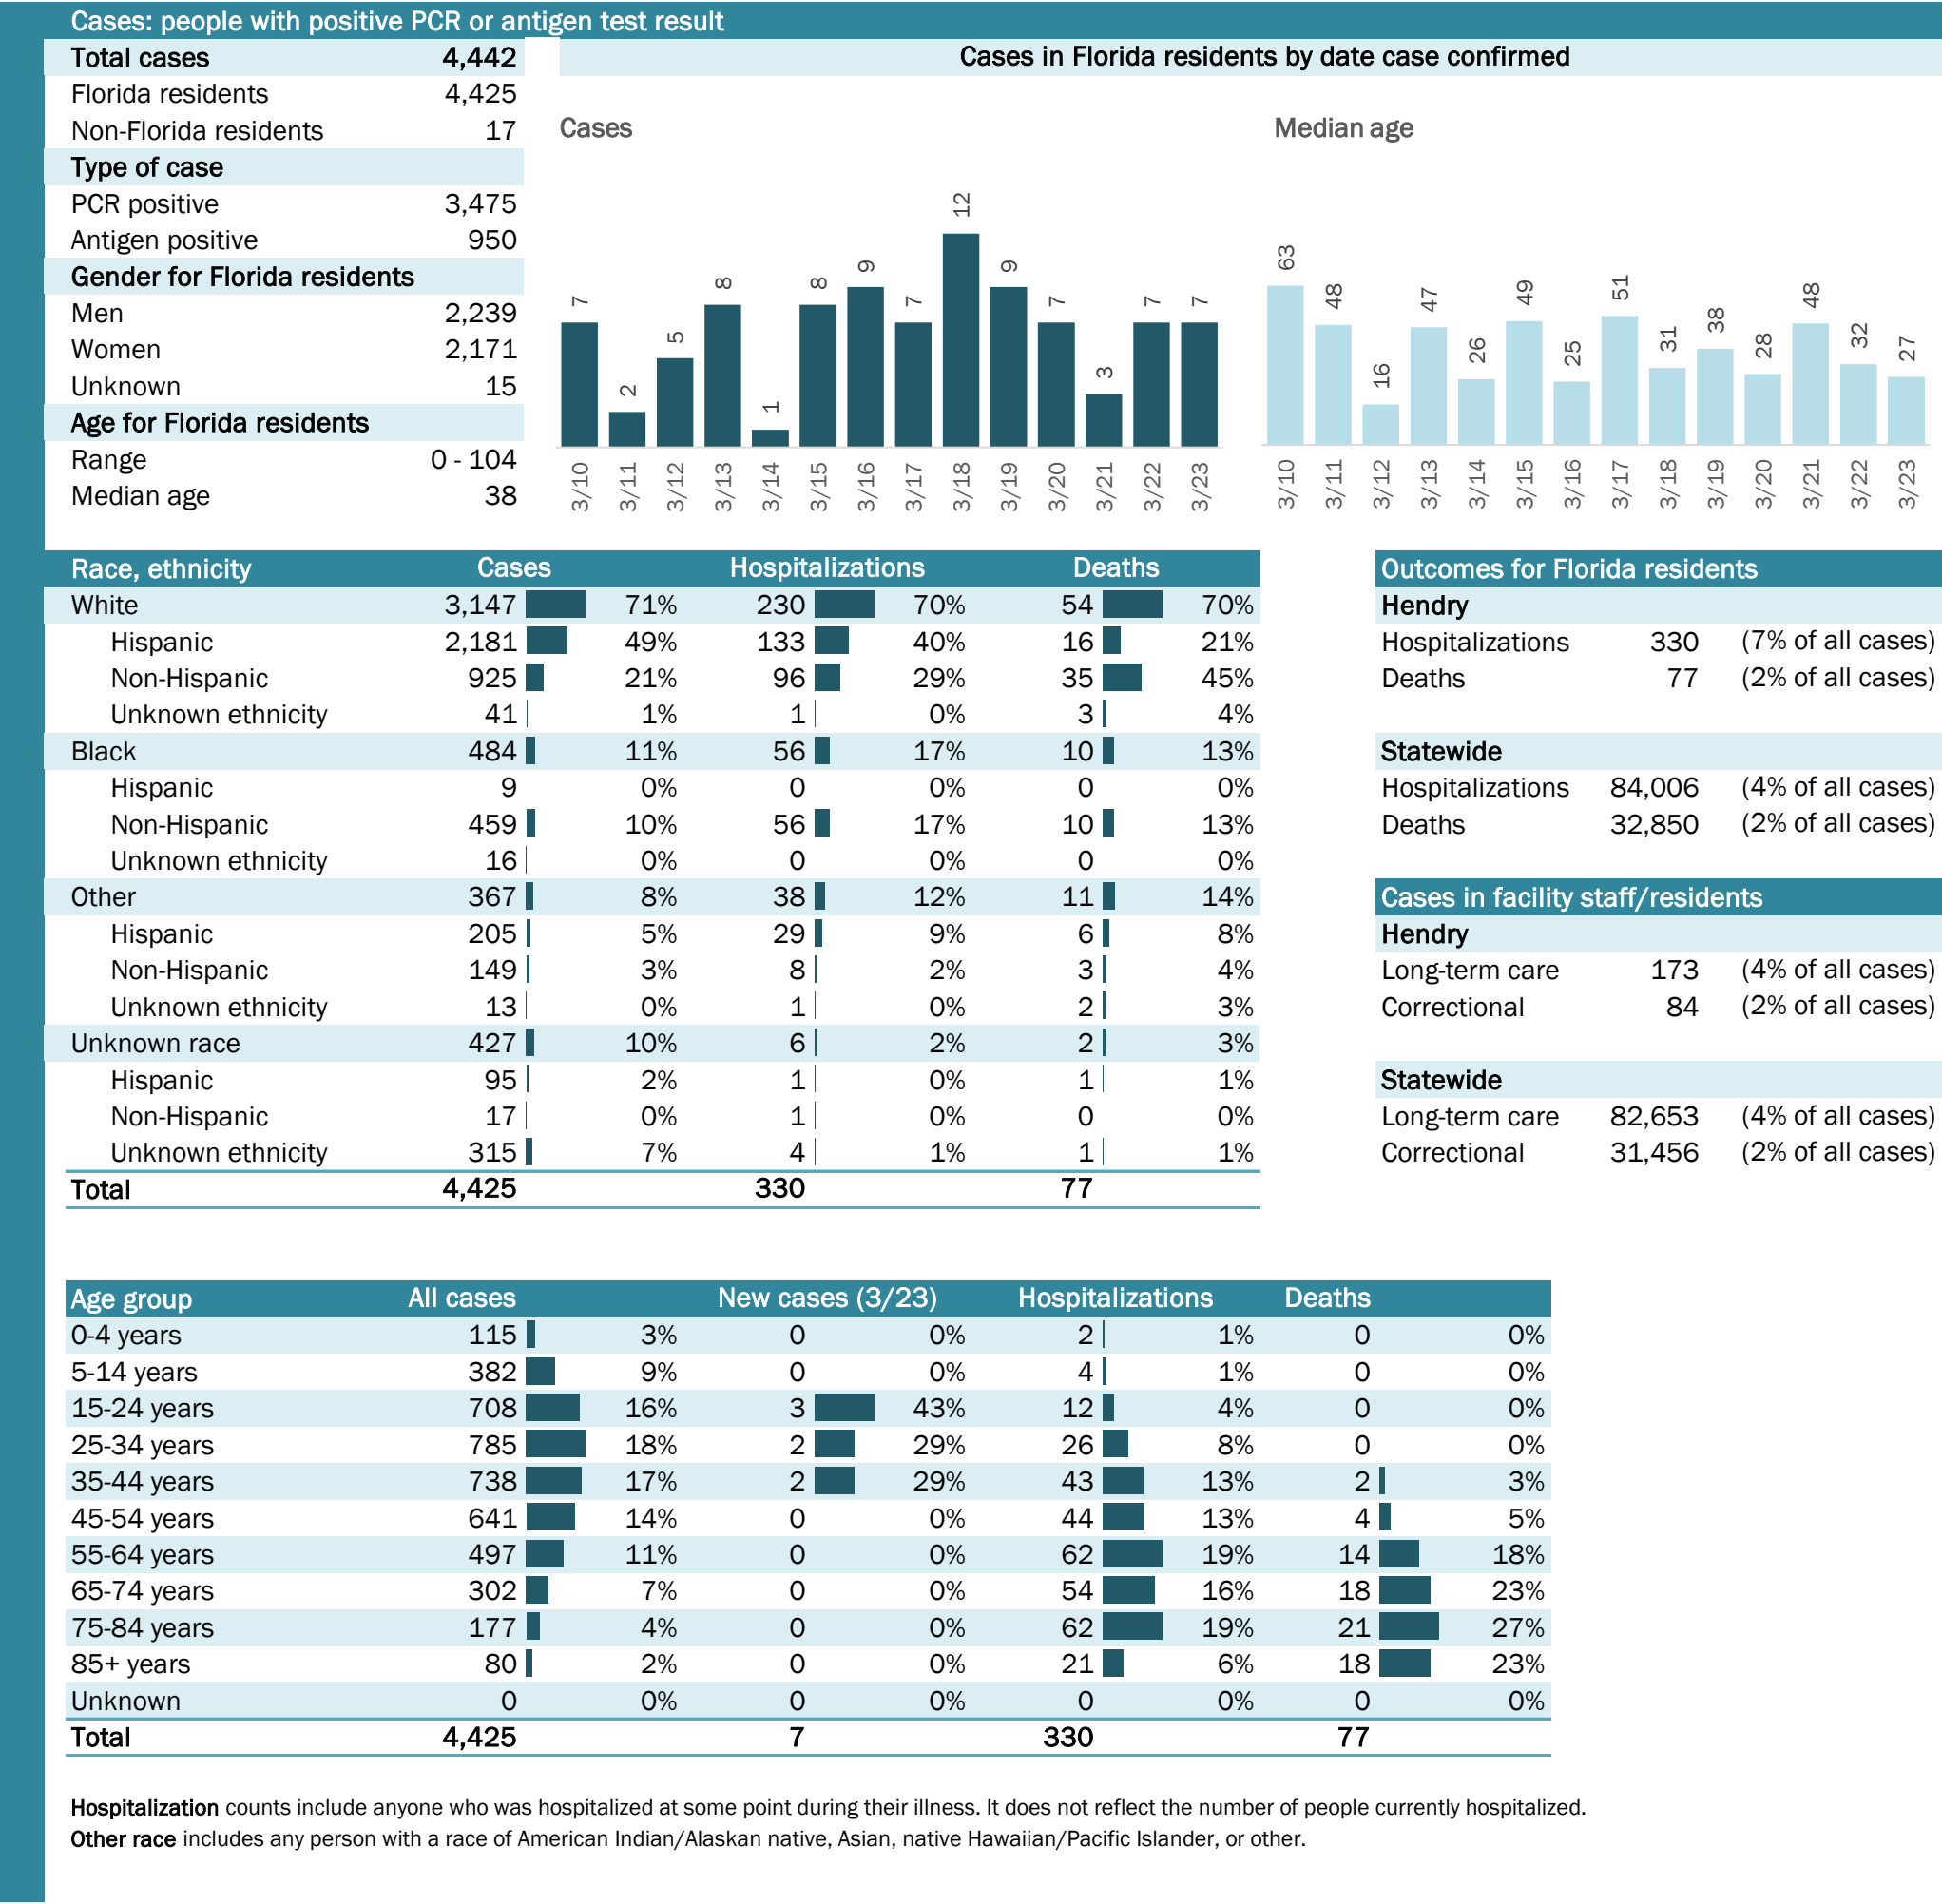 Cases: people with positive PCR or antigen test result
Total cases 4,442
Florida residents 4,425
Non-Florida residents 17
Type of case
PCR positive 3,475
Antigen positive 950
Gender for Florida residents
Men 2,239
Women 2,171
Unknown 15
Age for Florida residents
Range 0 - 104
Median age 38
Cases in Florida residents by date case confirmed
Cases
7 2 5 8 1 8 9 7 12 9 7 3 7 7
3/10 3/11 3/12 3/13 3/14 3/15 3/16 3/17 3/18 3/19 3/20 3/21 3/22 3/23
Median age
63 48 16 47 26 49 25 51 31 38 28 48 32 27
3/10 3/11 3/12 3/13 3/14 3/15 3/16 3/17 3/18 3/19 3/20 3/21 3/22 3/23
Race, ethnicity Cases Hospitalizations Deaths
White 3,147 71% 230 70% 54 70%
Hispanic 2,181 49% 133 40% 16 21%
Non-Hispanic 925 21% 96 29% 35 45%
Unknown ethnicity 41 1% 1 0% 3 4%
Black 484 11% 56 17% 10 13%
Hispanic 9 0% 0 0% 0 0%
Non-Hispanic 459 10% 56 17% 10 13%
Unknown ethnicity 16 0% 0 0% 0 0%
Other 367 8% 38 12% 11 14%
Hispanic 205 5% 29 9% 6 8%
Non-Hispanic 149 3% 8 2% 3 4%
Unknown ethnicity 13 0% 1 0% 2 3%
Unknown race 427 10% 6 2% 2 3%
Hispanic 95 2% 1 0% 1 1%
Non-Hispanic 17 0% 1 0% 0 0%
Unknown ethnicity 315 7% 4 1% 1 1%
Total 4,425 330 77
Outcomes for Florida residents
Hendry
Hospitalizations 330 (7% of all cases)
Deaths 77 (2% of all cases)
Statewide
Hospitalizations 84,006 (4% of all cases)
Deaths 32,850 (2% of all cases)
Cases in facility staff/residents
Hendry
Long-term care 173 (4% of all cases)
Correctional 84 (2% of all cases)
Statewide
Long-term care 82,653 (4% of all cases)
Correctional 31,456 (2% of all cases)
Age group All cases New cases (3/23) Hospitalizations Deaths
0-4 years 115 3% 0 0% 2 1% 0 0%
5-14 years 382 9% 0 0% 4 1% 0 0%
15-24 years 708 16% 3 43% 12 4% 0 0%
25-34 years 785 18% 2 29% 26 8% 0 0%
35-44 years 738 17% 2 29% 43 13% 2 3%
45-54 years 641 14% 0 0% 44 13% 4 5%
55-64 years 497 11% 0 0% 62 19% 14 18%
65-74 years 302 7% 0 0% 54 16% 18 23%
75-84 years 177 4% 0 0% 62 19% 21 27%
85+ years 80 2% 0 0% 21 6% 18 23%
Unknown 0 0% 0 0% 0 0% 0 0%
Total 4,425 7 330 77
Hospitalization counts include anyone who was hospitalized at some point during their illness. It does not reflect the number of people currently hospitalized.
Other race includes any person with a race of American Indian/Alaskan native, Asian, native Hawaiian/Pacific Islander, or other.